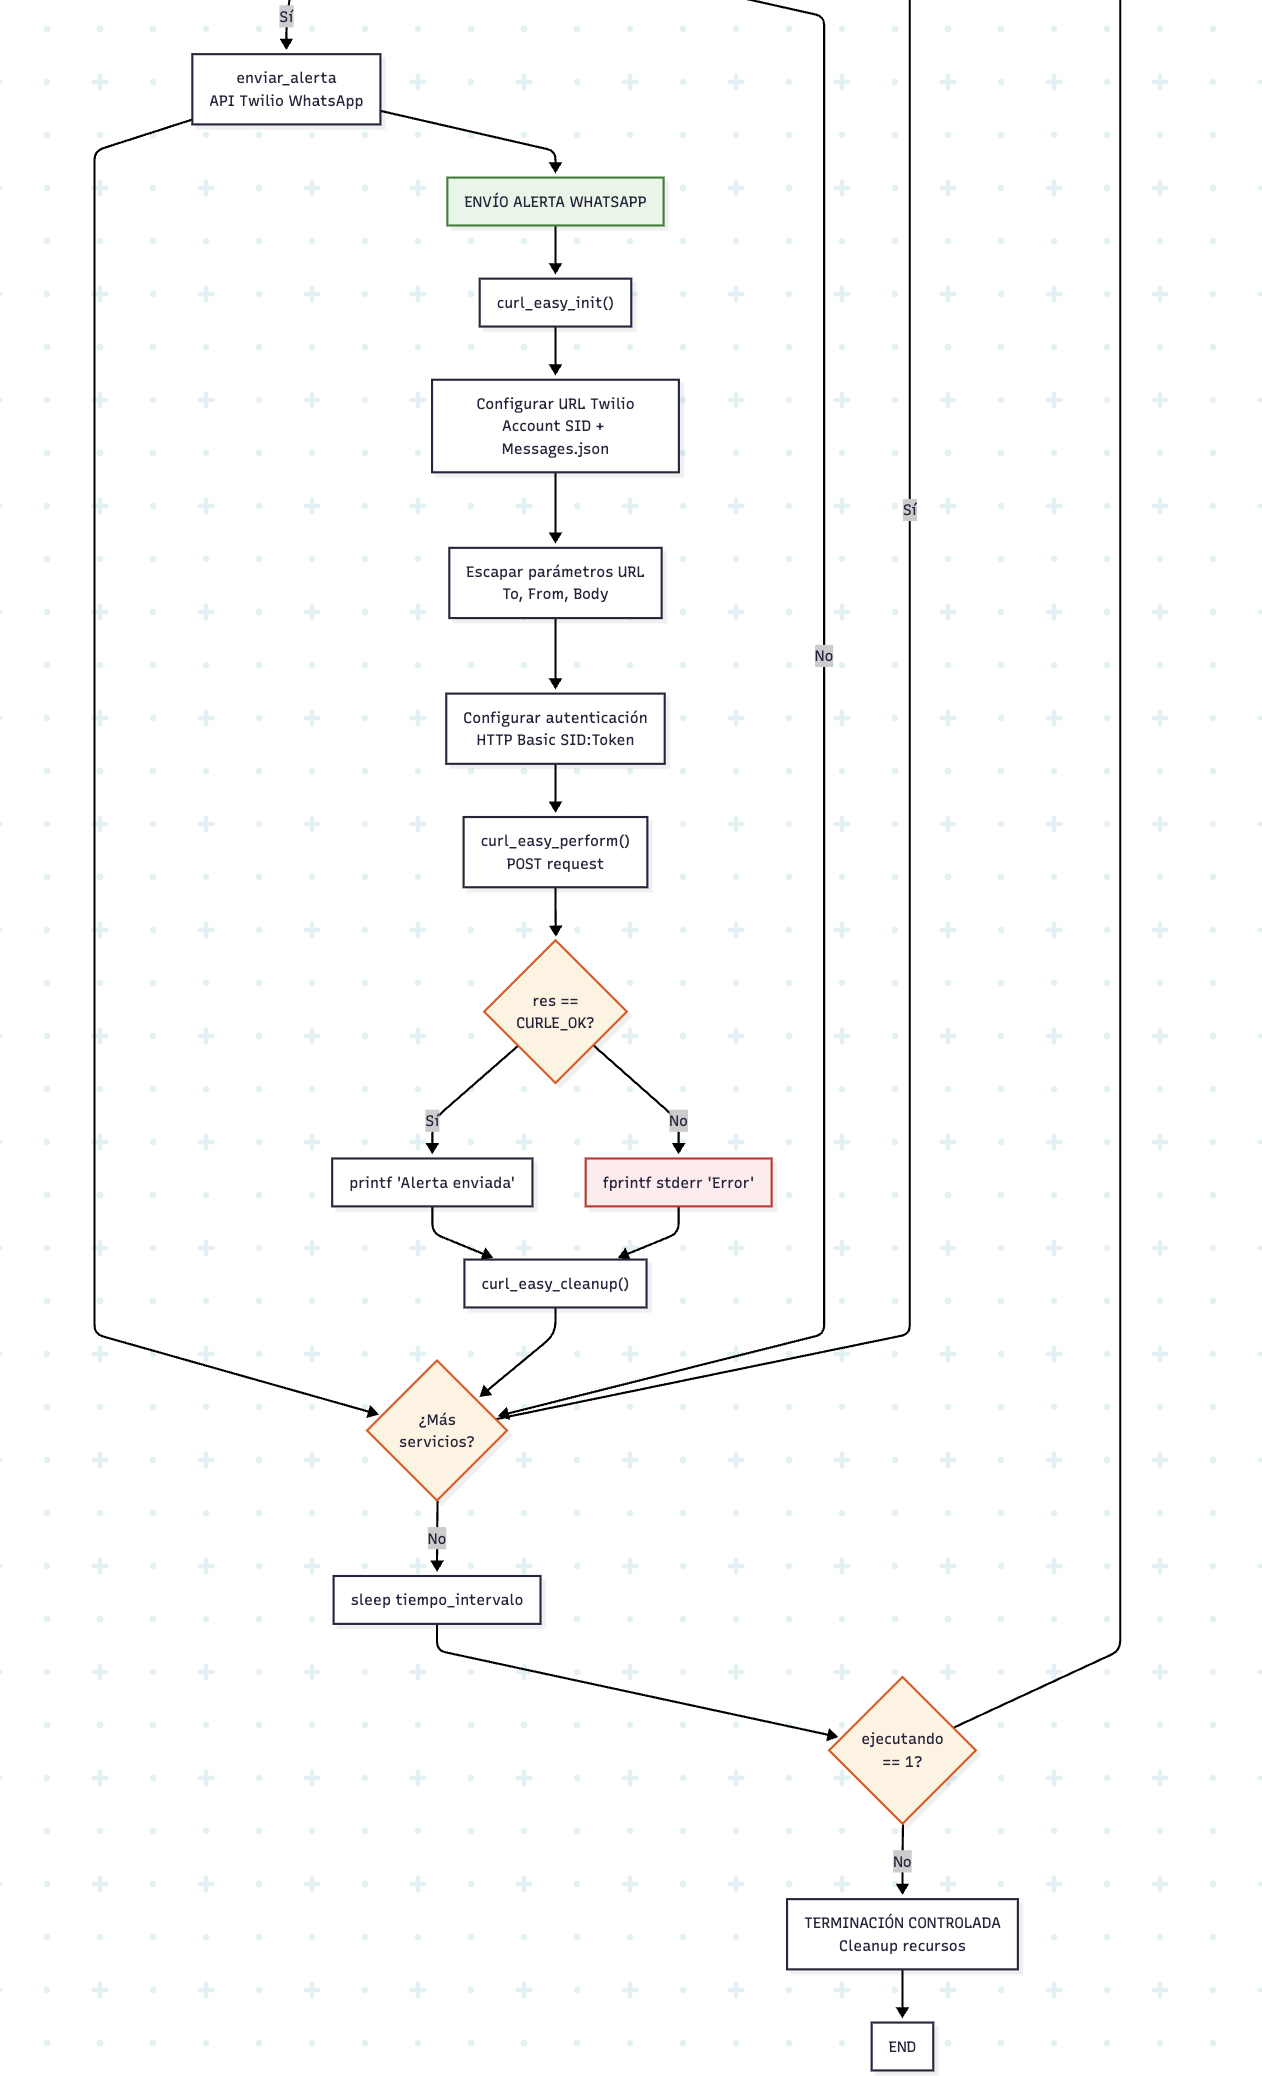 Sí
enviar_alerta
API Twilio WhatsApp
ENVÍO ALERTA WHATSAPP
curl_easy_init()
Configurar URL Twilio
Account SID +
Messages.json
Sí
Escapar parámetros URL
To, From, Body
No
Configurar autenticación
HTTP Basic SID:Token
curl_easy_perform()
POST request
res ==
CURLE_OK?
Sí
No
printf 'Alerta enviada'
fprintf stderr 'Error'
curl_easy_cleanup()
¿Más
servicios?
No
sleep tiempo_intervalo
ejecutando
== 1?
No
TERMINACIÓN CONTROLADA
Cleanup recursos
END